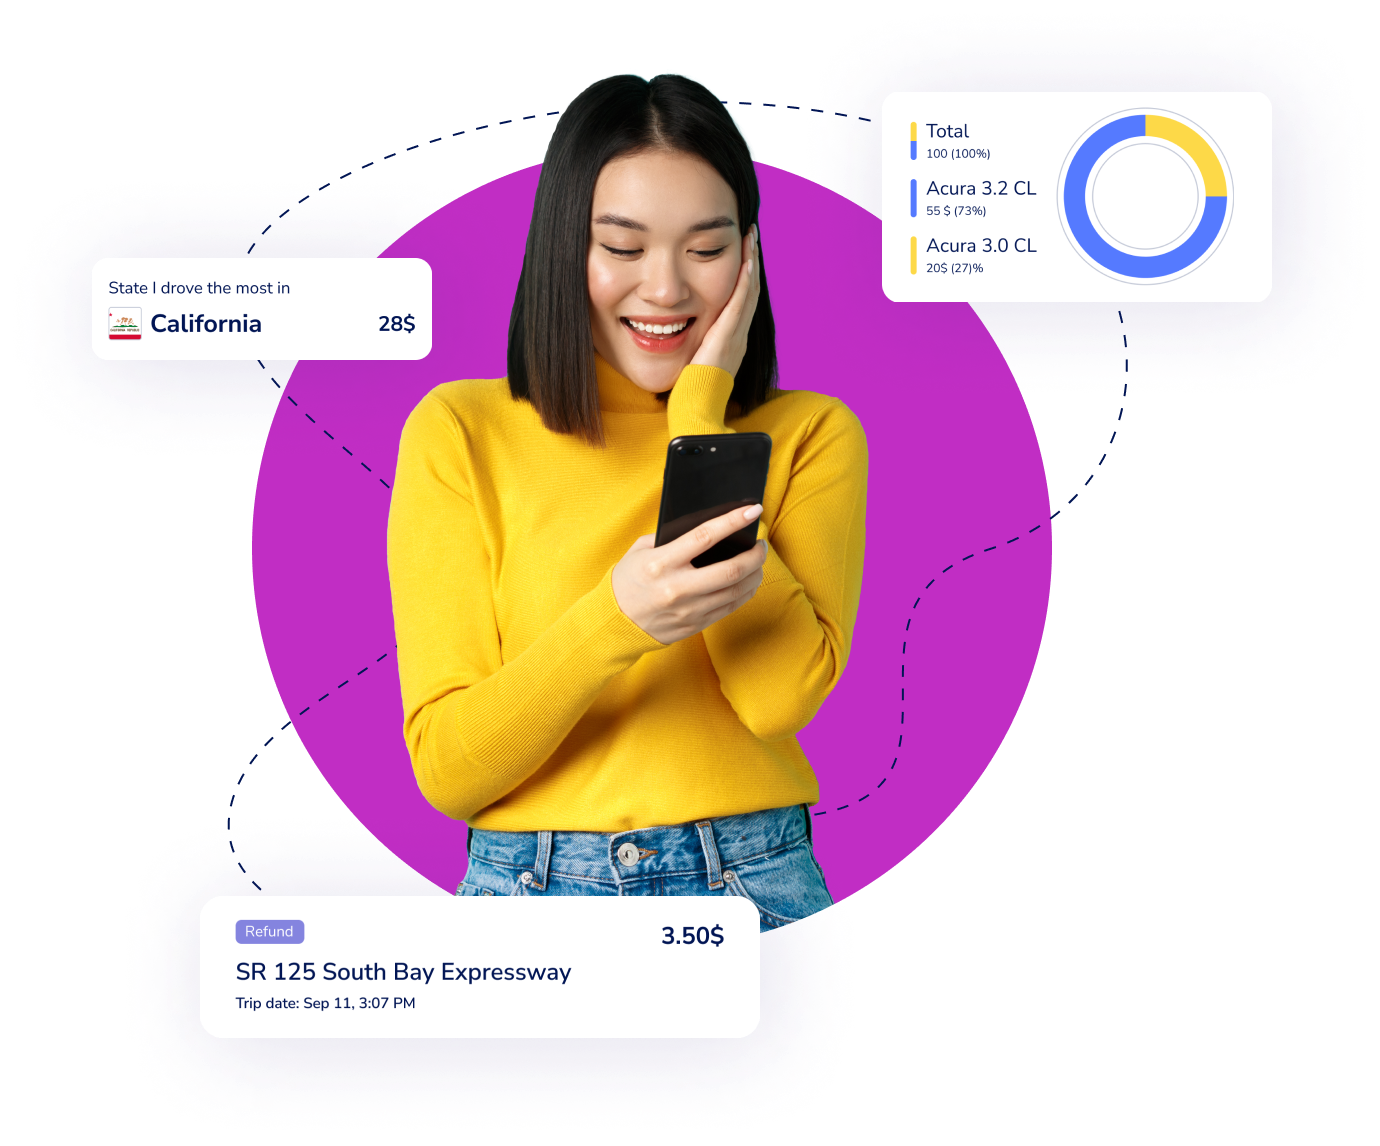 Total
100 (100%)
Acura 3.2 CL
55 $ (73%)
Acura 3.0 CL
20$ (27)%
State I drove the most in
California
28$
Refund
3.50$
SR 125 South Bay Expressway
Trip date: Sep 11, 3:07 PM